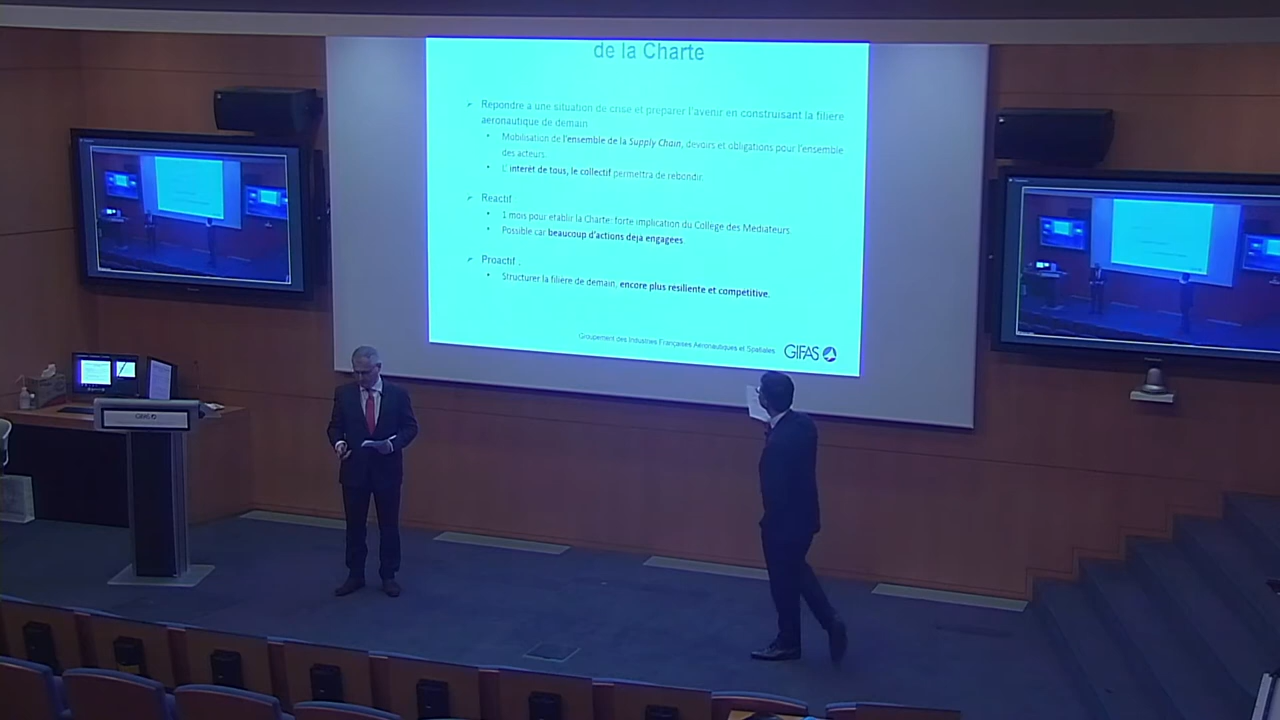 de la Charte
Repondre a une situation de crise et preparer l'avenir en construisant la filiere
aeronautique de demain
Mobilisation de l'ensemble de la Supply Chain, devoirs et obligations pour l'ensemble
des acteurs.
L'interet de tous, le collectif permettra de rebondir.
Reactif
1 mois pour etablir la Charte: forte implication du College des Mediateurs.
Possible car beaucoup d'actions deja engagees.
Proactif :
Structurer la filiere de demain, encore plus resiliente et competitive.
Groupement des Industries Françaises Aéronautiques et Spatiales
GIFAS